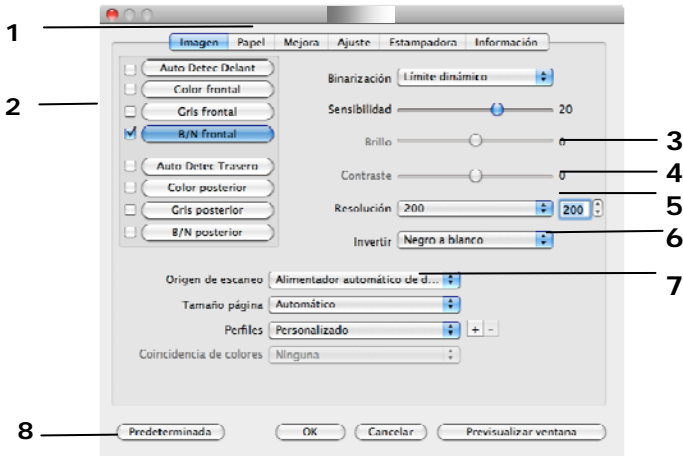 1
Imagen Papel Mejora Ajuste Estampadora Información
2
Auto Detec Delant
Color frontal
Gris frontal
B/N frontal
Auto Detec Trasero
Color posterior
Gris posterior
B/N posterior
Binarización Límite dinámico
Sensibilidad 20
Brillo 0
3
Contraste 0
4
Resolución 200 200
5
Invertir Negro a blanco
6
Origen de escaneo Alimentador automático de d...
7
Tamaño página Automático
Perfiles Personalizado + -
Coincidencia de colores Ninguna
8
Predeterminada OK Cancelar Previsualizar ventana